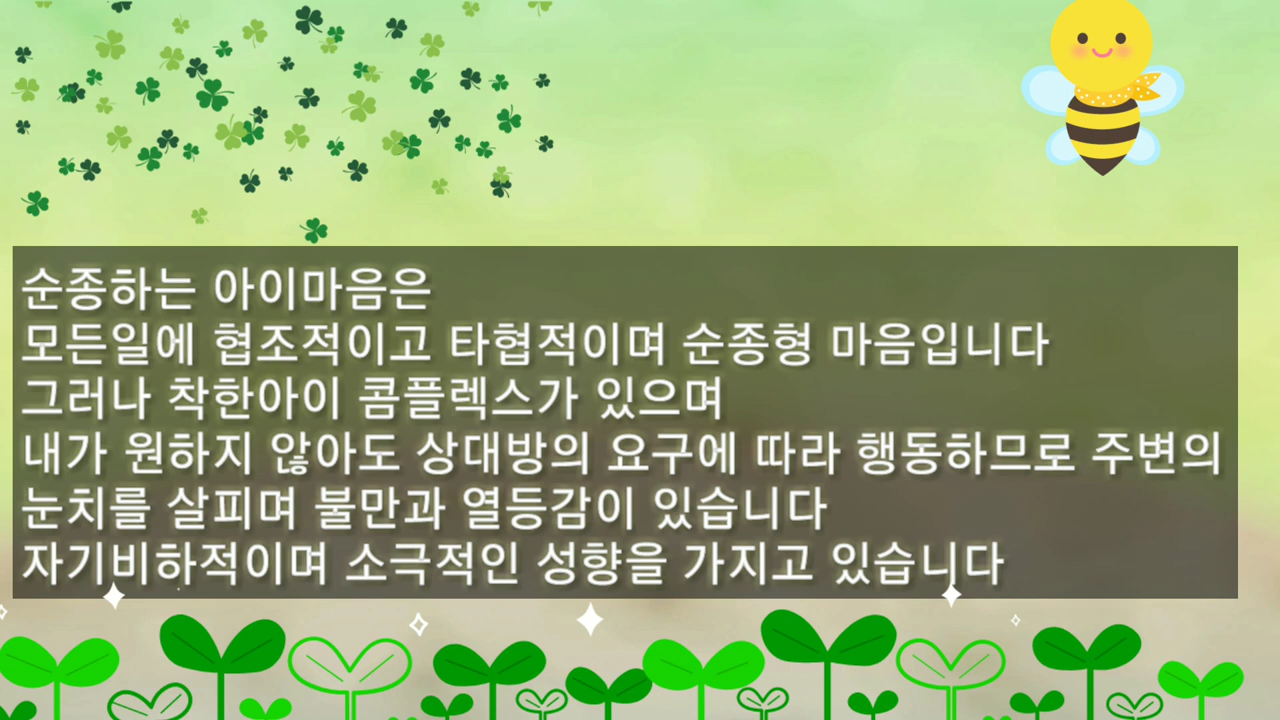 순종하는 아이마음은
모든일에 협조적이고 타협적이며 순종형 마음입니다
그러나 착한아이 콤플렉스가 있으며
내가 원하지 않아도 상대방의 요구에 따라 행동하므로 주변의
눈치를 살피며 불만과 열등감이 있습니다
자기비하적이며 소극적인 성향을 가지고 있습니다